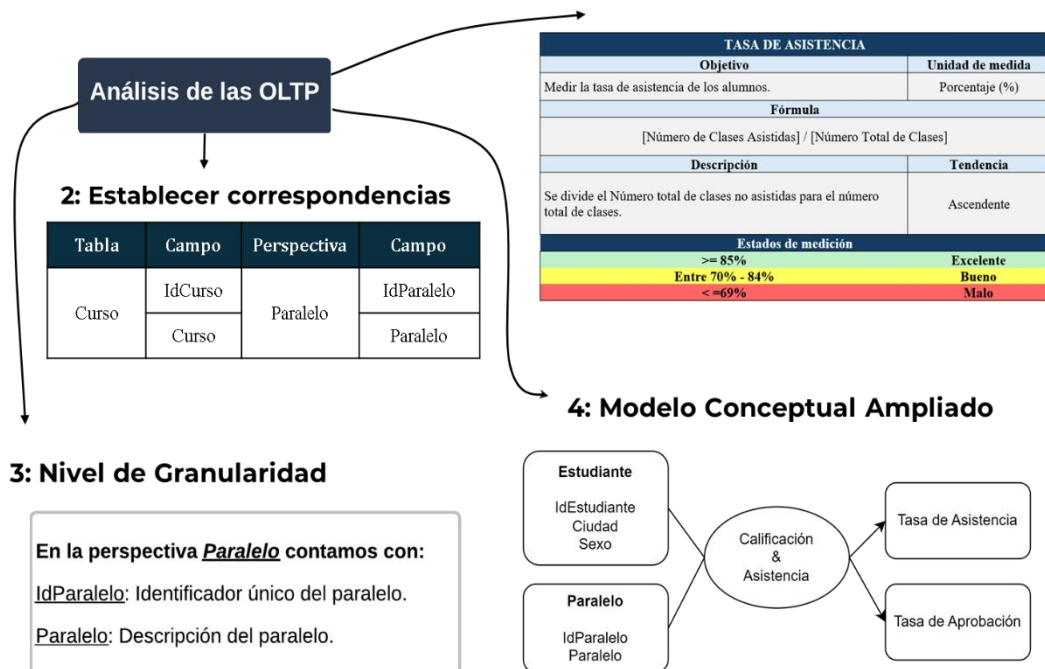 Análisis de las OLTP
TASA DE ASISTENCIA
Objetivo
Unidad de medida
Medir la tasa de asistencia de los alumnos.
Porcentaje (%)
Fórmula
[Número de Clases Asistidas] / [Número Total de Clases]
Descripción
Tendencia
Se divide el Número total de clases no asistidas para el número
total de clases.
Ascendente
Estados de medición
>= 85%
Excelente
Entre 70% - 84%
Bueno
< =69%
Malo
2: Establecer correspondencias
Tabla
Campo
Perspectiva
Campo
Curso
IdCurso
Curso
Paralelo
IdParalelo
Paralelo
3: Nivel de Granularidad
En la perspectiva Paralelo contamos con:
IdParalelo: Identificador único del paralelo.
Paralelo: Descripción del paralelo.
4: Modelo Conceptual Ampliado
Estudiante
IdEstudiante
Ciudad
Sexo
Paralelo
IdParalelo
Paralelo
Calificación
&
Asistencia
Tasa de Asistencia
Tasa de Aprobación